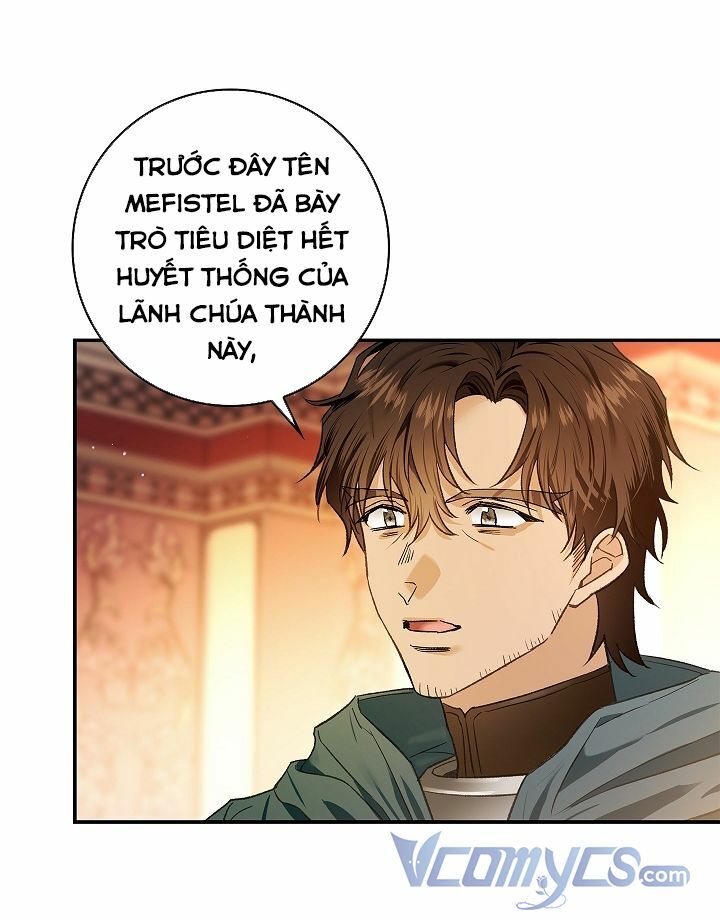 TRƯỚC ĐÂY TÊN
MEFISTEL ĐÃ BÀY
TRÒ TIÊU DIỆT HẾT
HUYẾT THỐNG CỦA
LÃNH CHÚA THÀNH
NÀY,
VCOMYCS.com